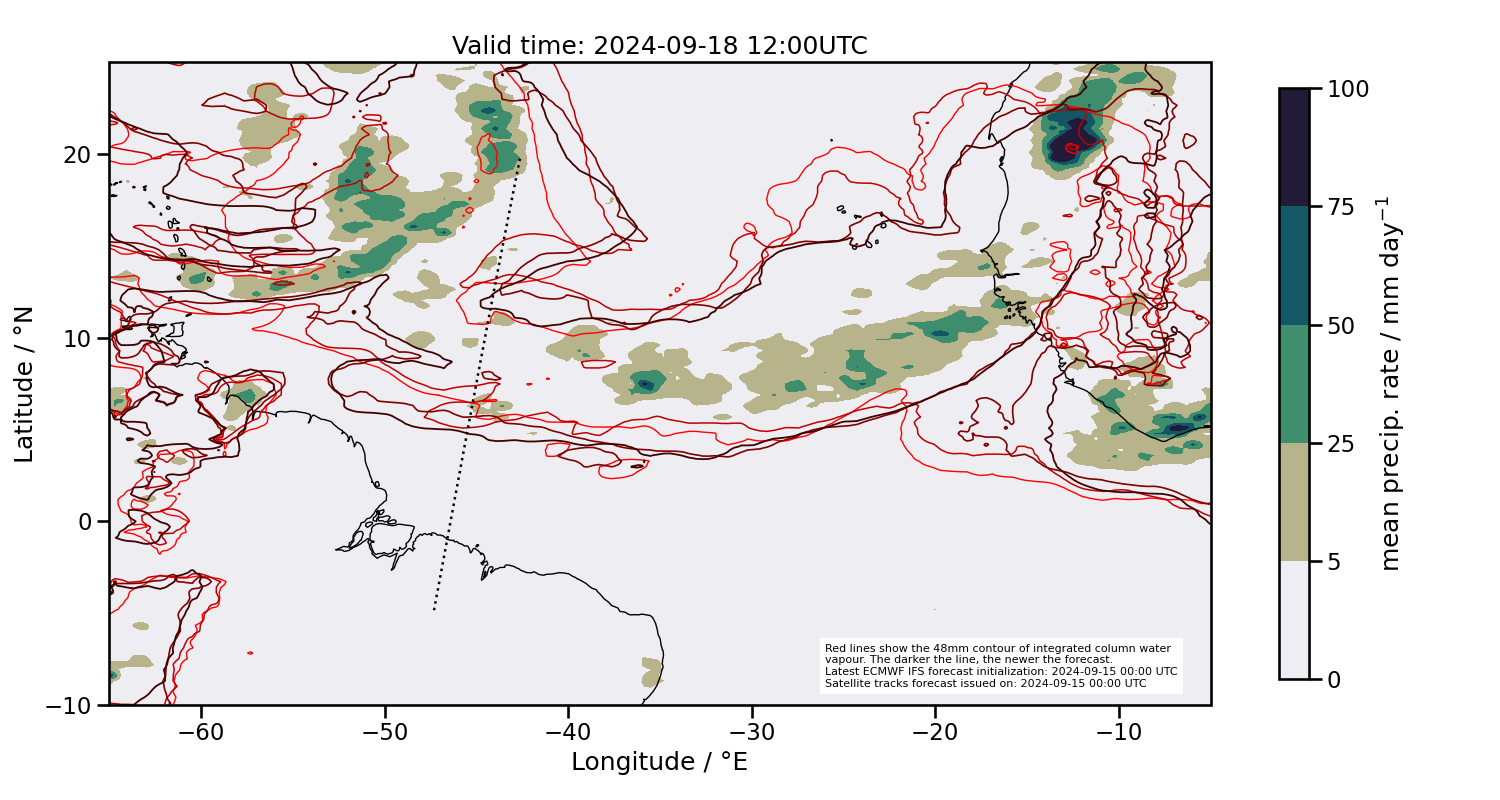 Valid time: 2024-09-18 12:00UTC
20
10
0
−10
Latitude / °N
−60
−50
−40
−30
−20
−10
Longitude / °E
Red lines show the 48mm contour of integrated column water
vapour. The darker the line, the newer the forecast.
Latest ECMWF IFS forecast initialization: 2024-09-15 00:00 UTC
Satellite tracks forecast issued on: 2024-09-15 00:00 UTC
100
75
50
25
5
0
mean precip. rate / mm day⁻¹